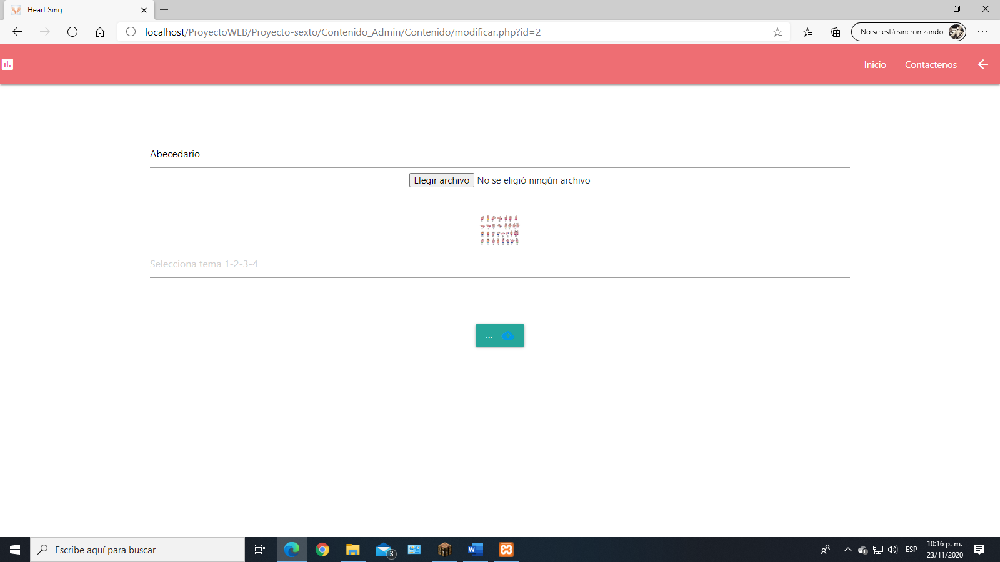 Heart Sing
localhost/ProyectoWEB/Proyecto-sexto/Contenido_Admin/Contenido/modificar.php?id=2
No se está sincronizando
Inicio Contactenos
Abecedario
Elegir archivo No se eligió ningún archivo
Selecciona tema 1-2-3-4
...
Escribe aquí para buscar
3
W
ESP
10:16 p. m.
23/11/2020